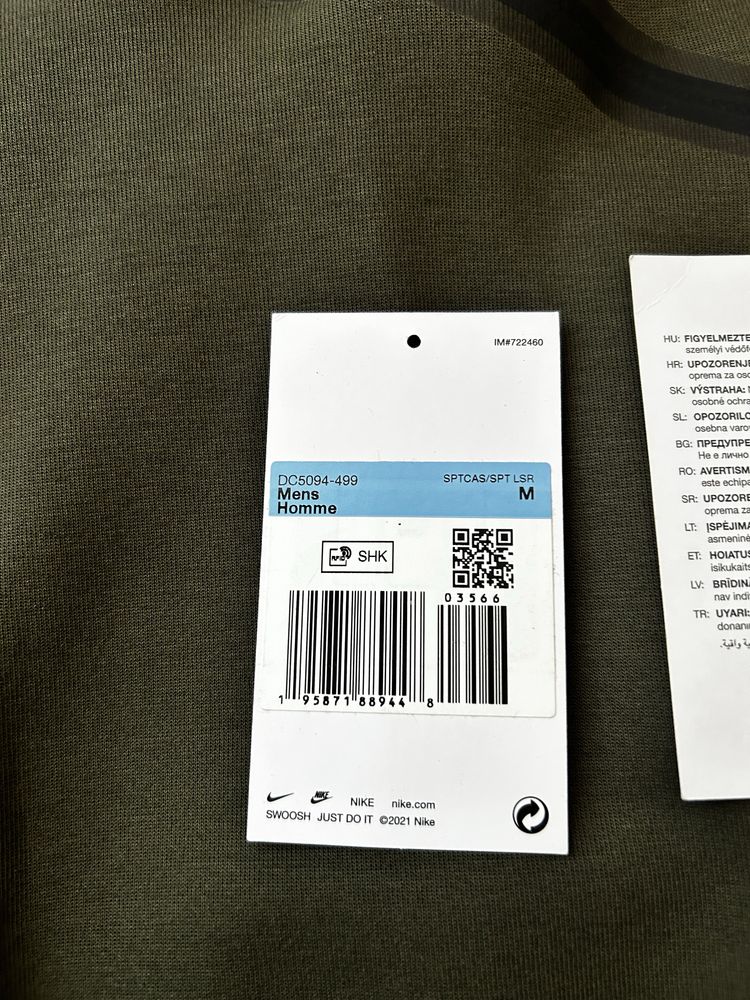 IM#722460
DC5094-499
SPTCAS/SPT LSR
Mens
M
Homme
SHK
03566
1 95871 88944 8
NIKE nike.com
SWOOSH JUST DO IT ©2021 Nike
HU: FIGYELMEZTE
személyi védőf
HR: UPOZORENJE
oprema za oso
SK: VÝSTRAHA:
osobné ochra
SL: OPOZORILO
osebna varov
BG: ПРЕДУПРЕ
Не е лично
RO: AVERTISM
este echipa
SR: UPOZORE
oprema za
LT: ĮSPĖJIMA
asmeninė
ET: HOIATUS
isikukaits
LV: BRĪDINĀ
nav indi
TR: UYARI:
donanı
واقية.